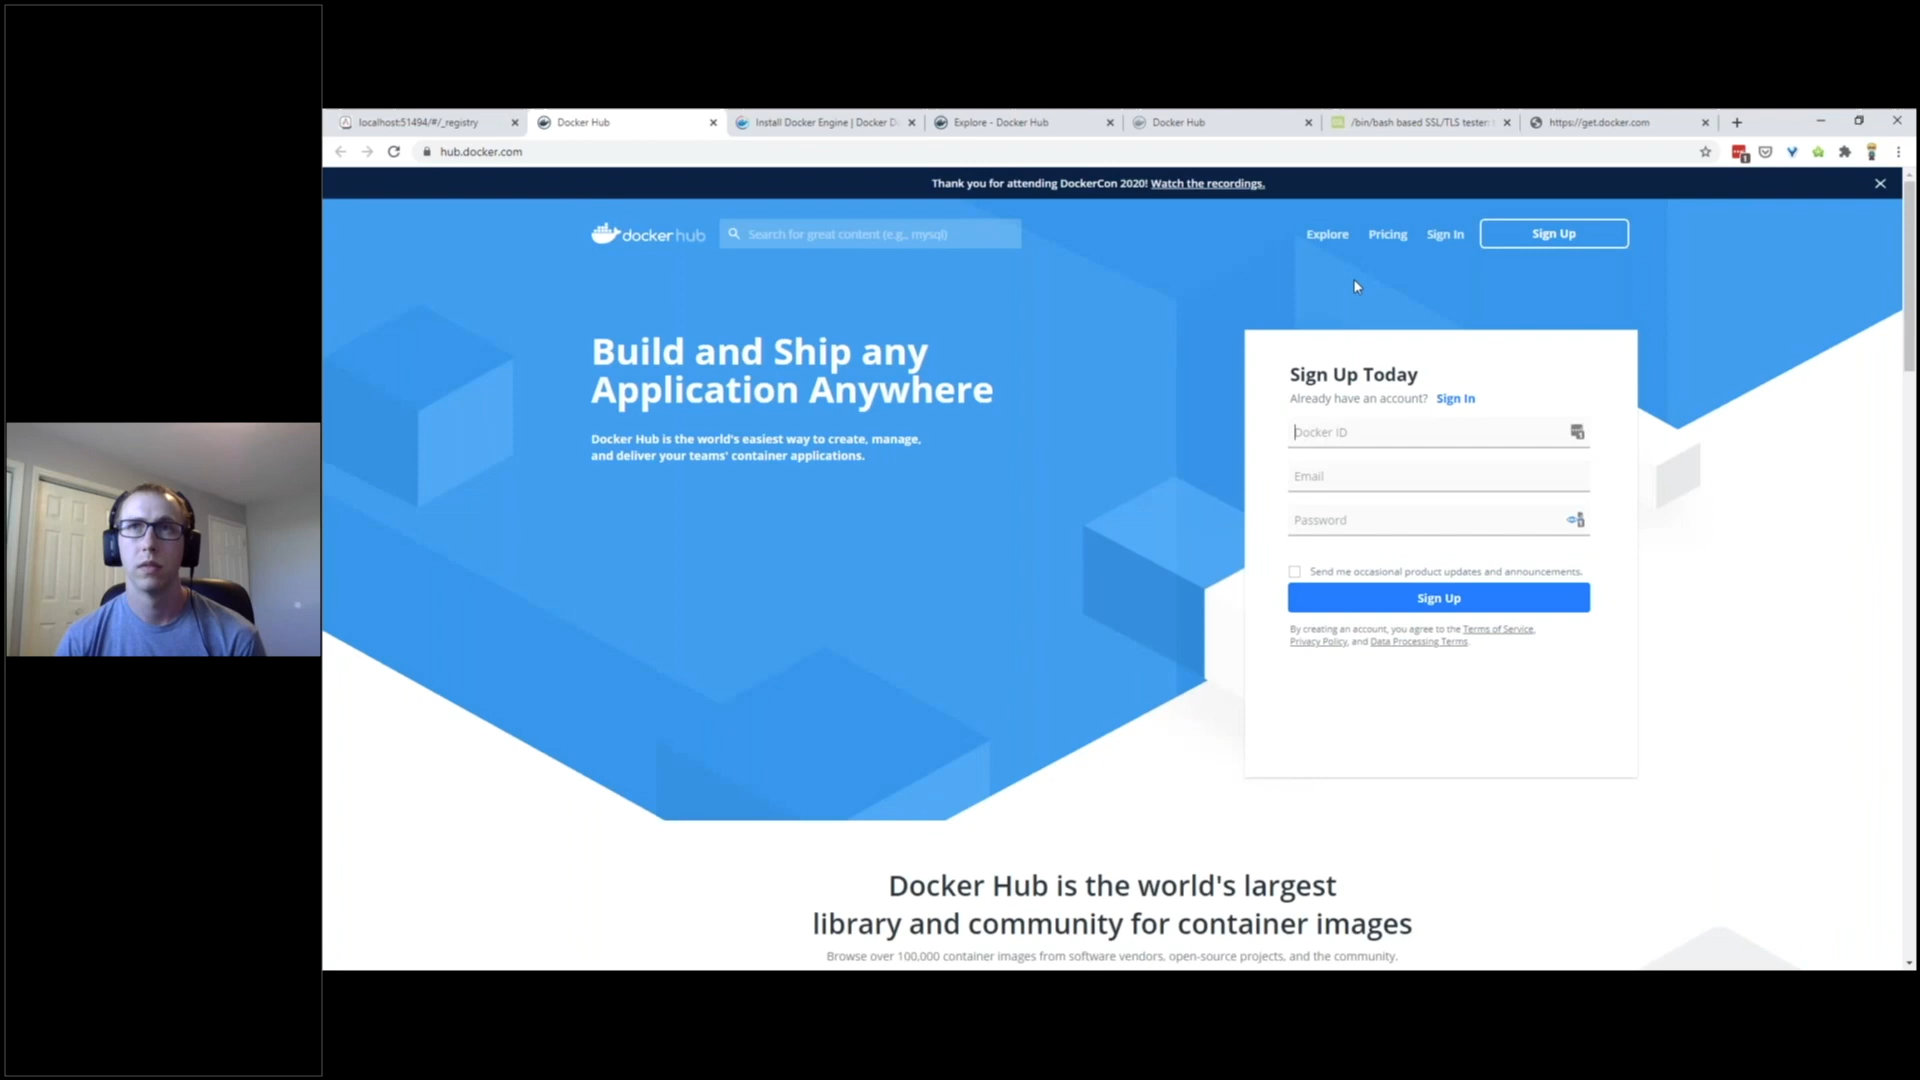 localhost:51494/#/_registry
Docker Hub
Install Docker Engine | Docker D
Explore - Docker Hub
Docker Hub
/bin/bash based SSL/TLS tester:
https://get.docker.com
hub.docker.com
Thank you for attending DockerCon 2020! Watch the recordings.
docker hub
Search for great content (e.g., mysql)
Explore
Pricing
Sign In
Sign Up
Build and Ship any
Application Anywhere
Docker Hub is the world's easiest way to create, manage,
and deliver your teams' container applications.
Sign Up Today
Already have an account? Sign In
Docker ID
Email
Password
Send me occasional product updates and announcements.
Sign Up
By creating an account, you agree to the Terms of Service,
Privacy Policy, and Data Processing Terms.
Docker Hub is the world's largest
library and community for container images
Browse over 100,000 container images from software vendors, open-source projects, and the community.